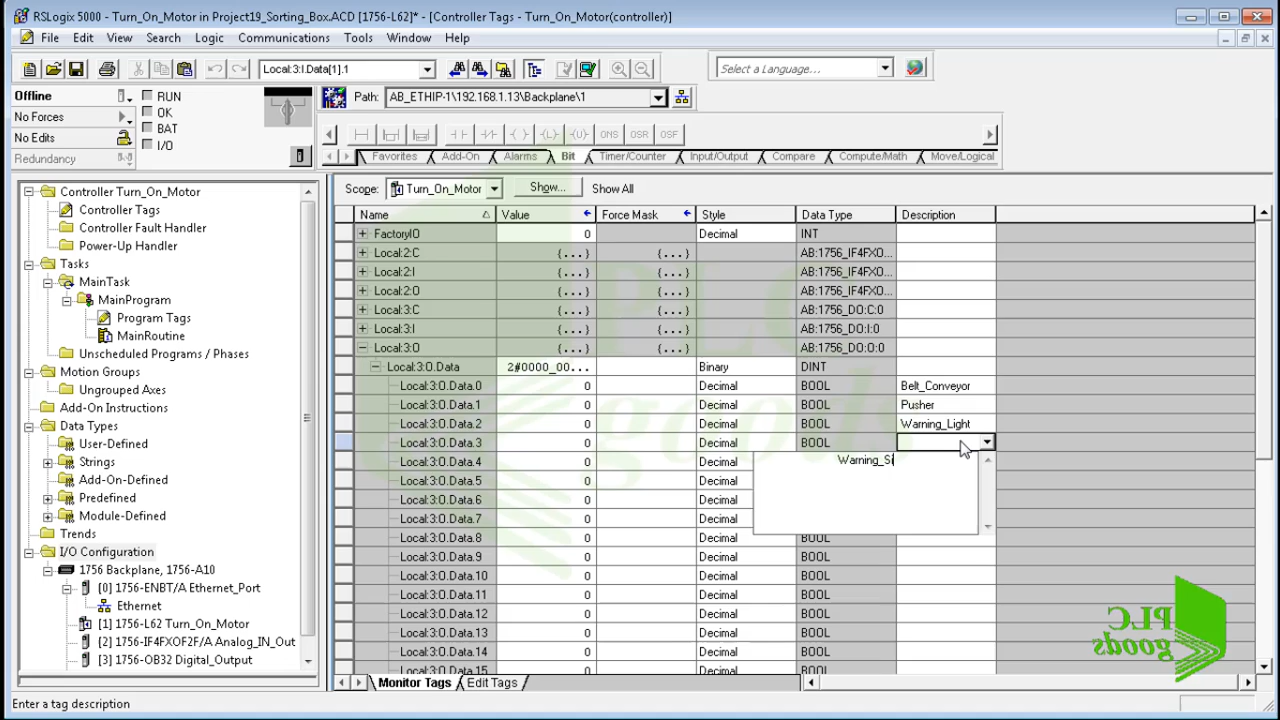 RSLogix 5000 - Turn_On_Motor in Project19_Sorting_Box.ACD [1756-L62]* - [Controller Tags - Turn_On_Motor(controller)]
File Edit View Search Logic Communications Tools Window Help
Local:3:I.Data[1].1
Select a Language...
Offline RUN
No Forces OK
No Edits BAT
Redundancy I/O
Path: AB_ETHIP-1\192.168.1.13\Backplane\1
ONS OSR OSF
Favorites Add-On Alarms Bit Timer/Counter Input/Output Compare Compute/Math Move/Logical
Controller Turn_On_Motor
Controller Tags
Controller Fault Handler
Power-Up Handler
Tasks
MainTask
MainProgram
Program Tags
MainRoutine
Unscheduled Programs / Phases
Motion Groups
Ungrouped Axes
Add-On Instructions
Data Types
User-Defined
Strings
Add-On-Defined
Predefined
Module-Defined
Trends
I/O Configuration
1756 Backplane, 1756-A10
[0] 1756-ENBT/A Ethernet_Port
Ethernet
[1] 1756-L62 Turn_On_Motor
[2] 1756-IF4FXOF2F/A Analog_IN_Out
[3] 1756-OB32 Digital_Output
Scope: Turn_On_Motor Show... Show All
Name Value Force Mask Style Data Type Description
FactoryIO 0 Decimal INT
Local:2:C {...} {...} AB:1756_IF4FXO...
Local:2:I {...} {...} AB:1756_IF4FXO...
Local:2:O {...} {...} AB:1756_IF4FXO...
Local:3:C {...} {...} AB:1756_DO:C:0
Local:3:I {...} {...} AB:1756_DO:I:0
Local:3:O {...} {...} AB:1756_DO:O:0
Local:3:O.Data 2#0000_00... Binary DINT
Local:3:O.Data.0 0 Decimal BOOL Belt_Conveyor
Local:3:O.Data.1 0 Decimal BOOL Pusher
Local:3:O.Data.2 0 Decimal BOOL Warning_Light
Local:3:O.Data.3 0 Decimal BOOL
Local:3:O.Data.4 0 Decimal Warning_Si
Local:3:O.Data.5 0 Decimal
Local:3:O.Data.6 0 Decimal
Local:3:O.Data.7 0 Decimal
Local:3:O.Data.8 0 Decimal BOOL
Local:3:O.Data.9 0 Decimal BOOL
Local:3:O.Data.10 0 Decimal BOOL
Local:3:O.Data.11 0 Decimal BOOL
Local:3:O.Data.12 0 Decimal BOOL
Local:3:O.Data.13 0 Decimal BOOL
Local:3:O.Data.14 0 Decimal BOOL
Local:3:O.Data.15 0 Decimal BOOL
Monitor Tags Edit Tags
Enter a tag description
PLC
goods
PLC
goods